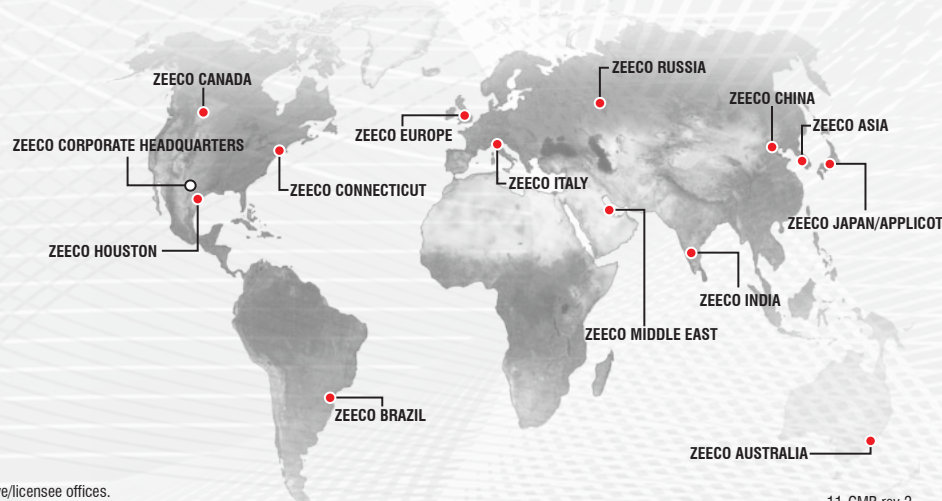 ZEECO RUSSIA
ZEECO CANADA
ZEECO CHINA
ZEECO ASIA
ZEECO EUROPE
ZEECO CORPORATE HEADQUARTERS
ZEECO ITALY
ZEECO CONNECTICUT
ZEECO JAPAN/APPLICOT
ZEECO HOUSTON
ZEECO INDIA
ZEECO MIDDLE EAST
ZEECO BRAZIL
ZEECO AUSTRALIA
/licensee offices.